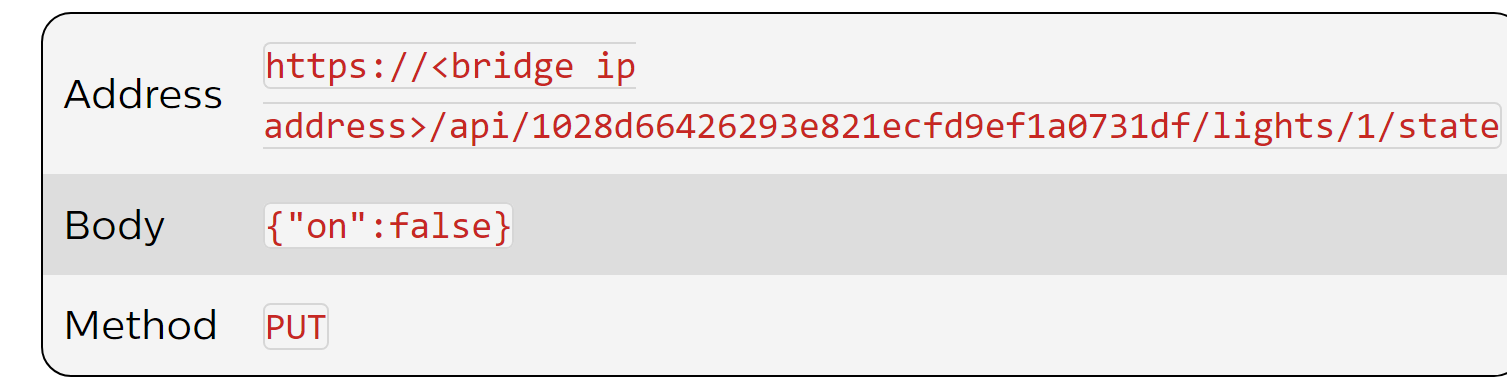 Address
https://<bridge ip
address>/api/1028d66426293e821ecfd9ef1a0731df/lights/1/state
Body
{"on":false}
Method
PUT